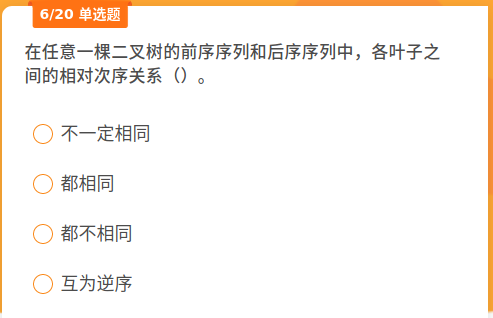 6/20 单选题
在任意一棵二叉树的前序序列和后序序列中，各叶子之
间的相对次序关系（）。
不一定相同
都相同
都不相同
互为逆序